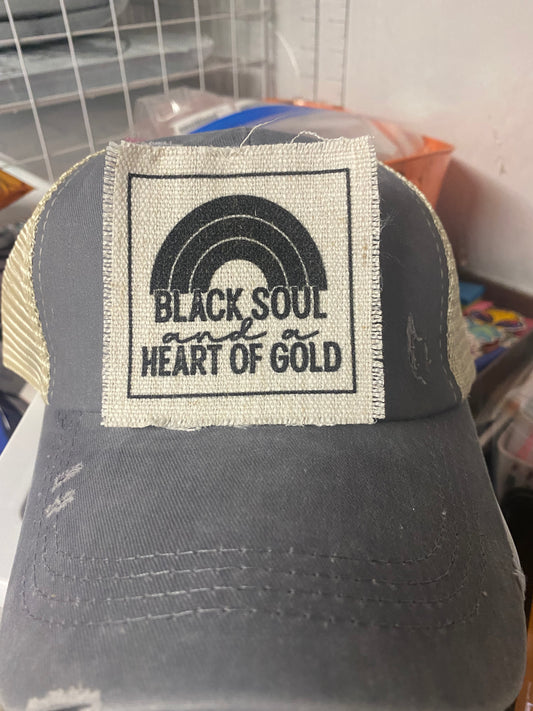 BLACK SOUL
and a
HEART OF GOLD